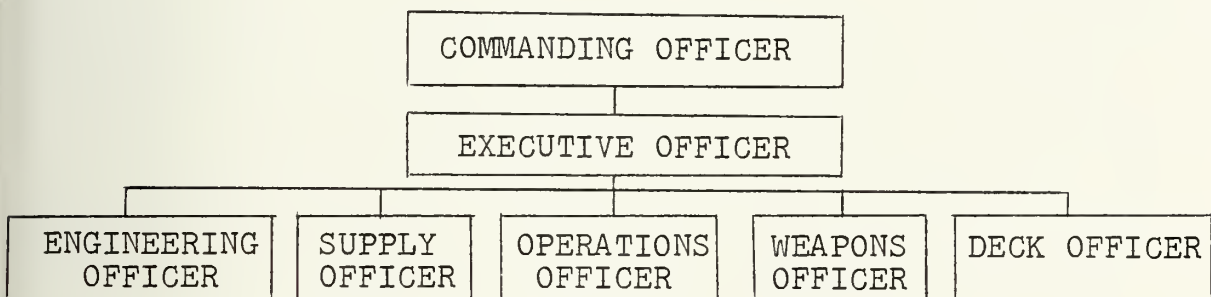 COMMANDING OFFICER
EXECUTIVE OFFICER
ENGINEERING OFFICER
SUPPLY OFFICER
OPERATIONS OFFICER
WEAPONS OFFICER
DECK OFFICER